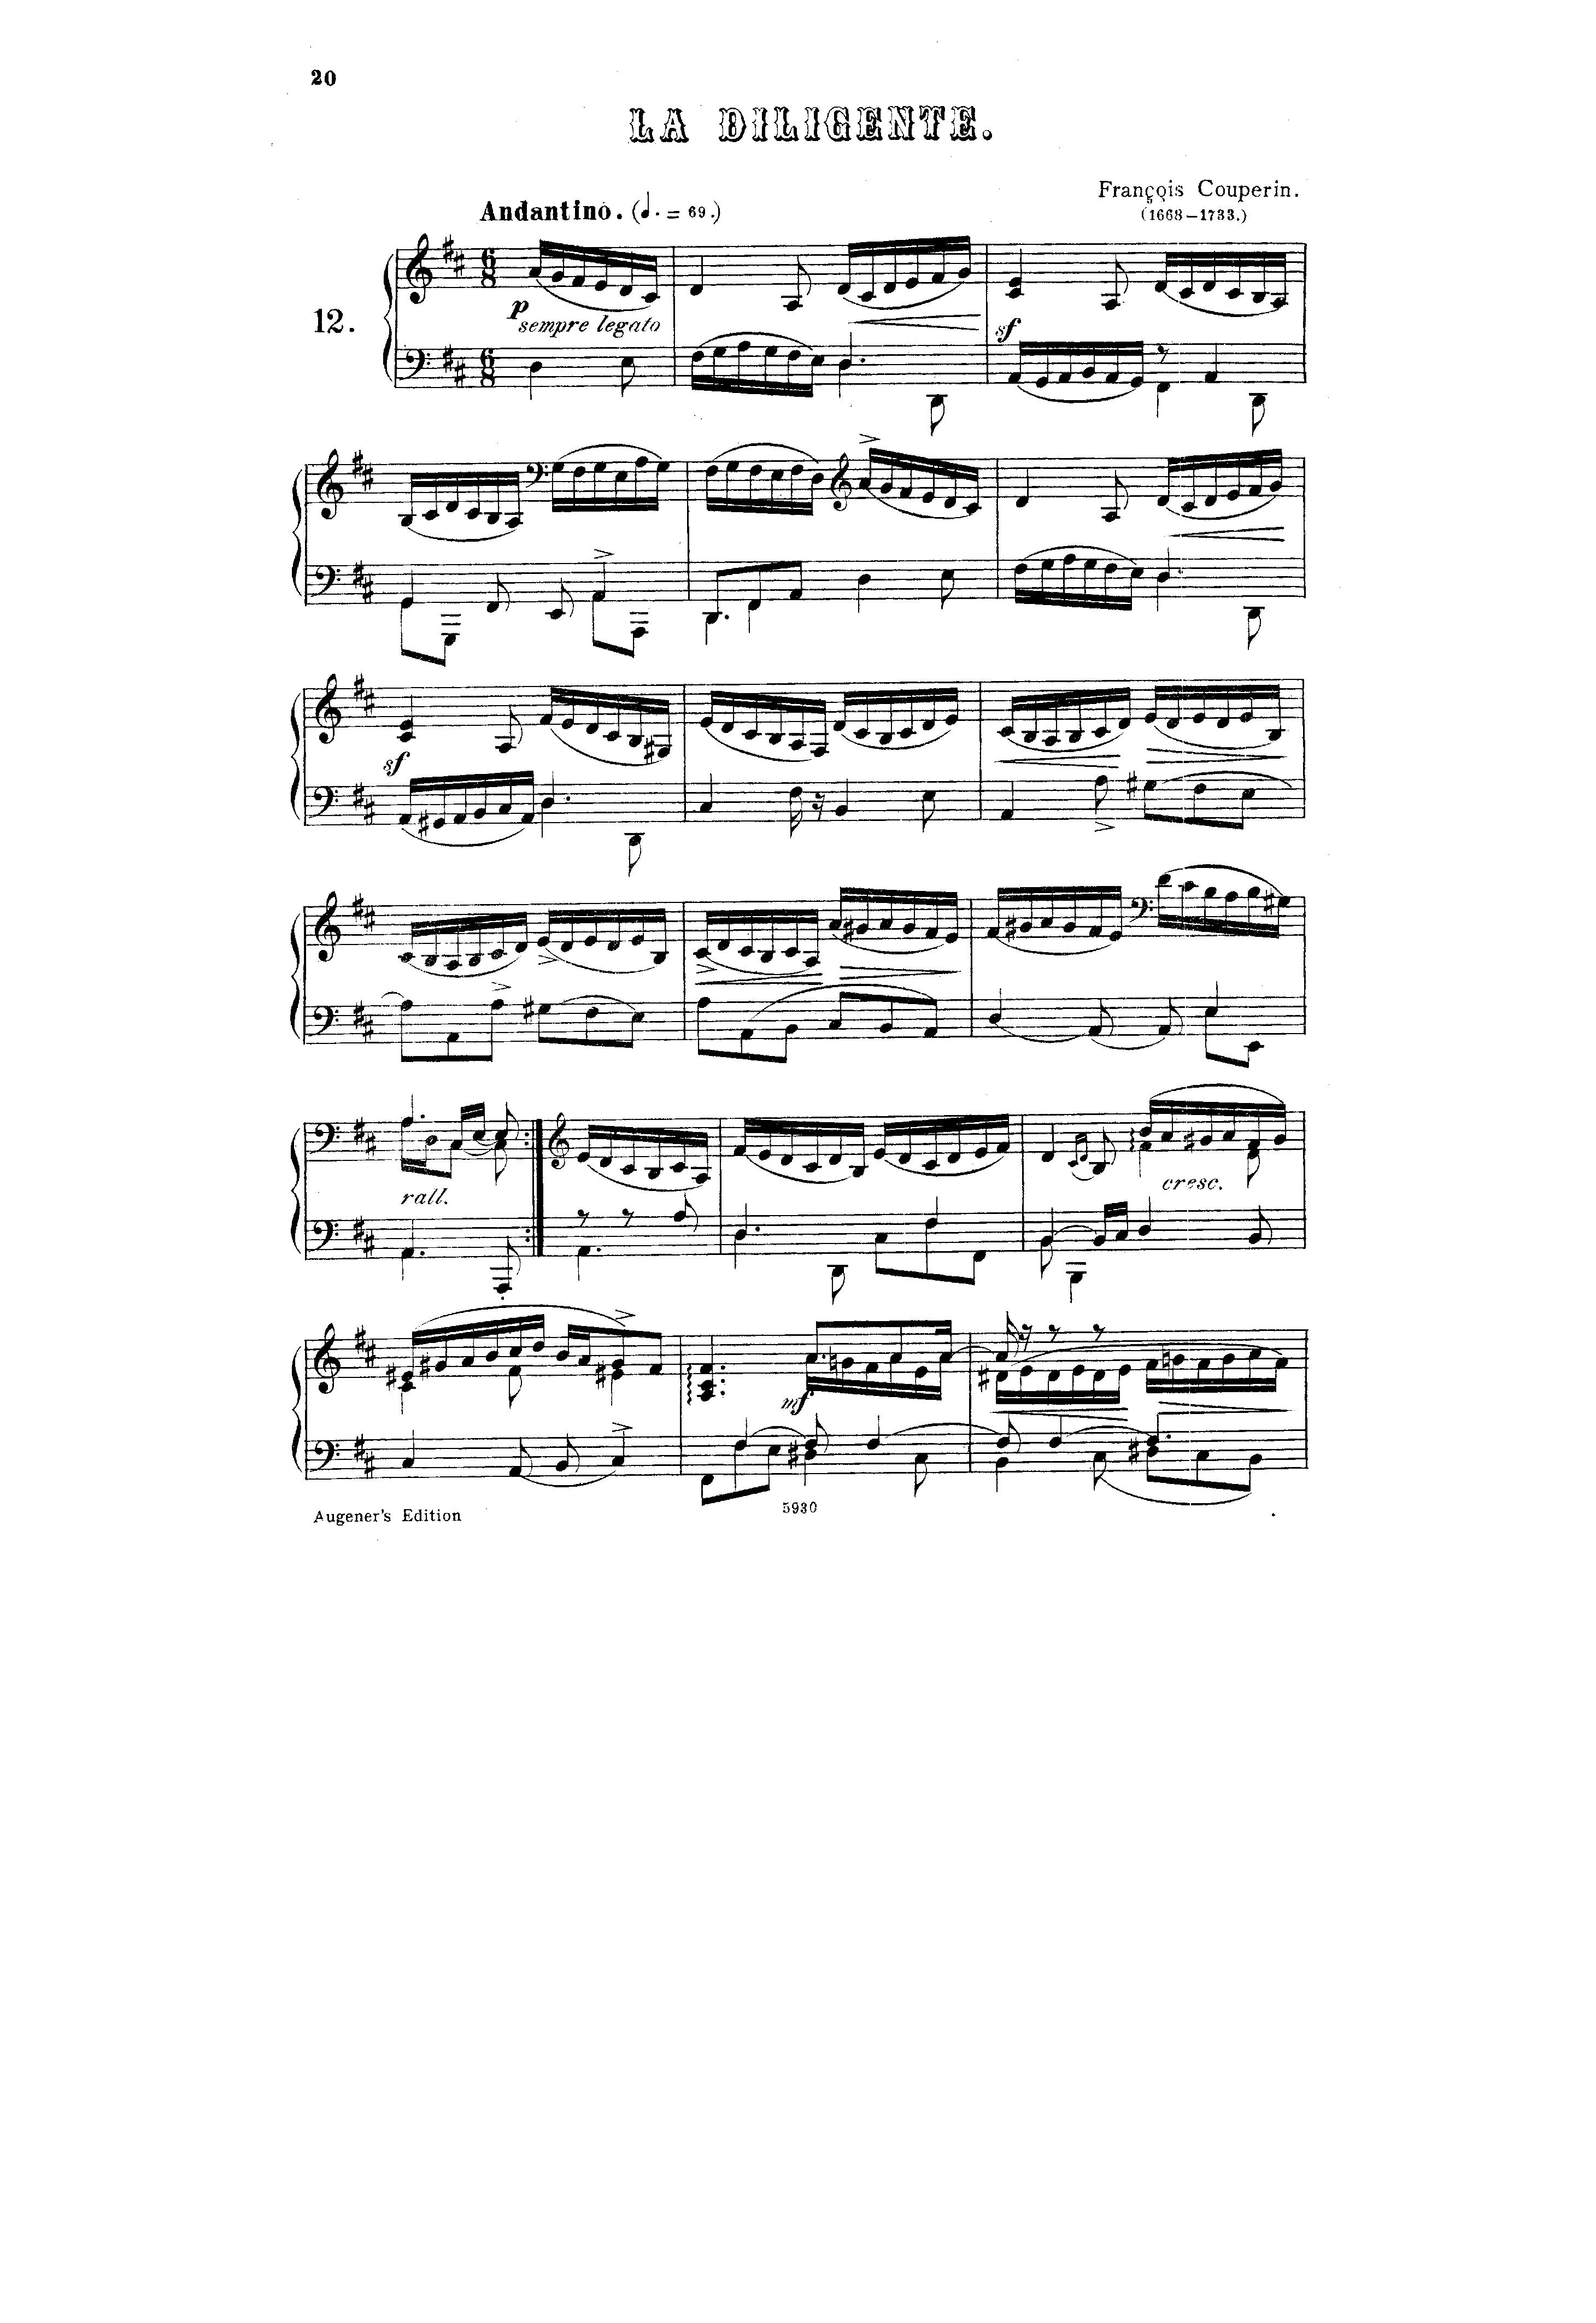 20
LA DILIGENTE.
François Couperin.
Andantino. (♩. = 69.)
(1668–1733.)
12.
p
sempre legato
sf
sf
rall.
cresc.
mf
Augener's Edition
5930